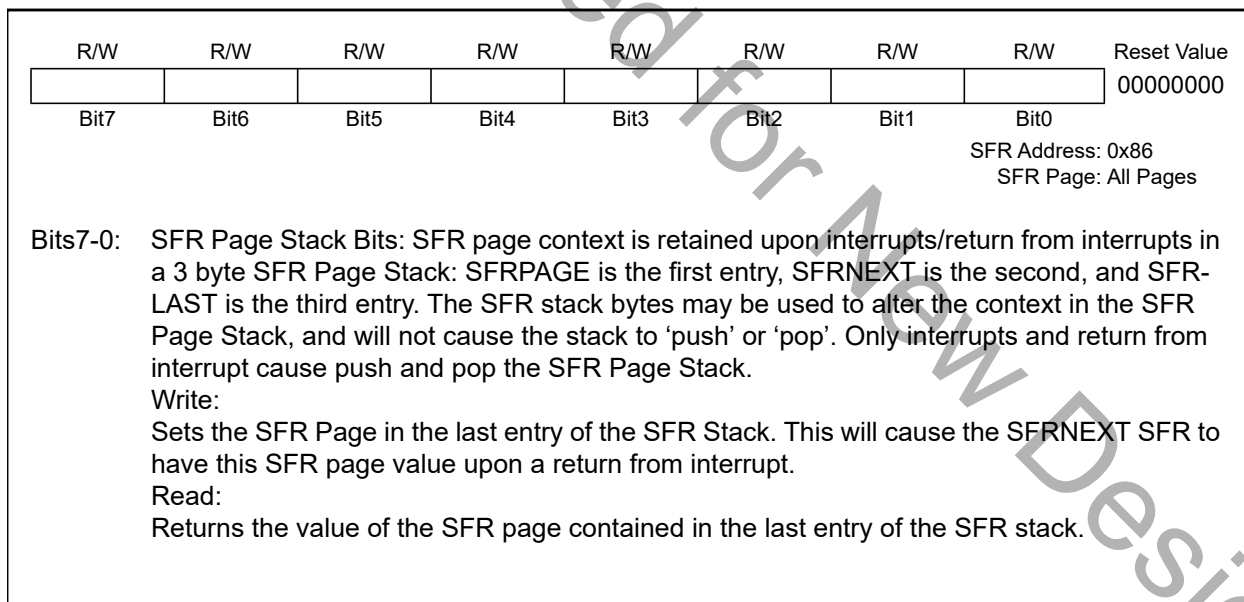 R/W R/W R/W R/W R/W R/W R/W R/W Reset Value
00000000
Bit7 Bit6 Bit5 Bit4 Bit3 Bit2 Bit1 Bit0
SFR Address: 0x86
SFR Page: All Pages
Bits7-0: SFR Page Stack Bits: SFR page context is retained upon interrupts/return from interrupts in
a 3 byte SFR Page Stack: SFRPAGE is the first entry, SFRNEXT is the second, and SFR-
LAST is the third entry. The SFR stack bytes may be used to alter the context in the SFR
Page Stack, and will not cause the stack to ‘push’ or ‘pop’. Only interrupts and return from
interrupt cause push and pop the SFR Page Stack.
Write:
Sets the SFR Page in the last entry of the SFR Stack. This will cause the SFRNEXT SFR to
have this SFR page value upon a return from interrupt.
Read:
Returns the value of the SFR page contained in the last entry of the SFR stack.
for New